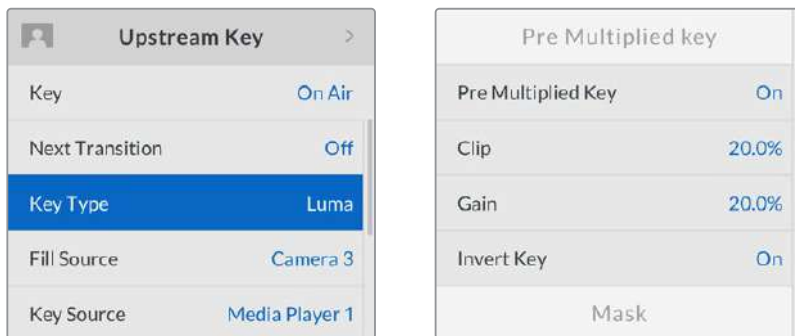 Upstream Key >
Key On Air
Next Transition Off
Key Type Luma
Fill Source Camera 3
Key Source Media Player 1
Pre Multiplied key
Pre Multiplied Key On
Clip 20.0%
Gain 20.0%
Invert Key On
Mask